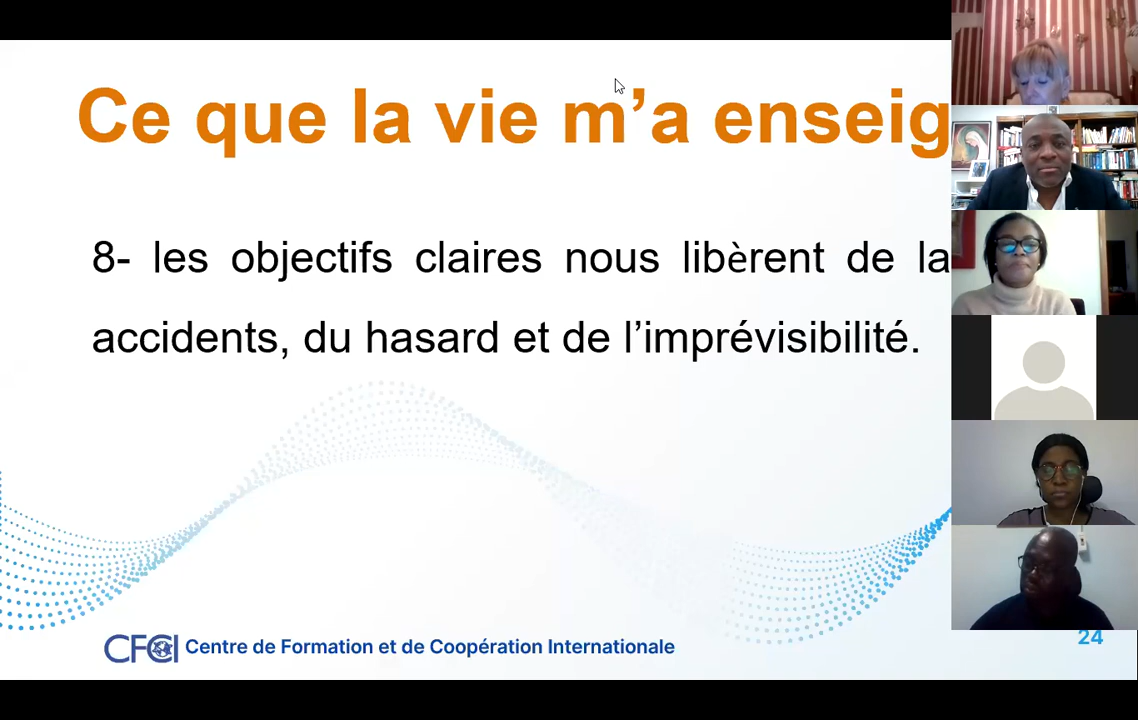 Ce que la vie m’a enseig
8- les objectifs claires nous libèrent de la
accidents, du hasard et de l’imprévisibilité.
CFCI Centre de Formation et de Coopération Internationale
24